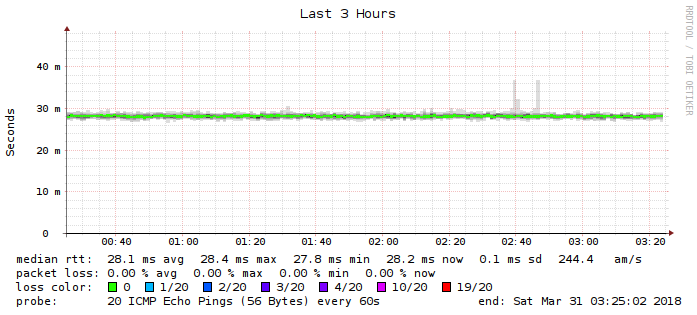 Last 3 Hours
RRDTOOL / TOBI OETIKER
Seconds
40 m
30 m
20 m
10 m
0
00:40 01:00 01:20 01:40 02:00 02:20 02:40 03:00 03:20
median rtt: 28.1 ms avg 28.4 ms max 27.8 ms min 28.2 ms now 0.1 ms sd 244.4 am/s
packet loss: 0.00 % avg 0.00 % max 0.00 % min 0.00 % now
loss color: 0 1/20 2/20 3/20 4/20 10/20 19/20
probe: 20 ICMP Echo Pings (56 Bytes) every 60s end: Sat Mar 31 03:25:02 2018